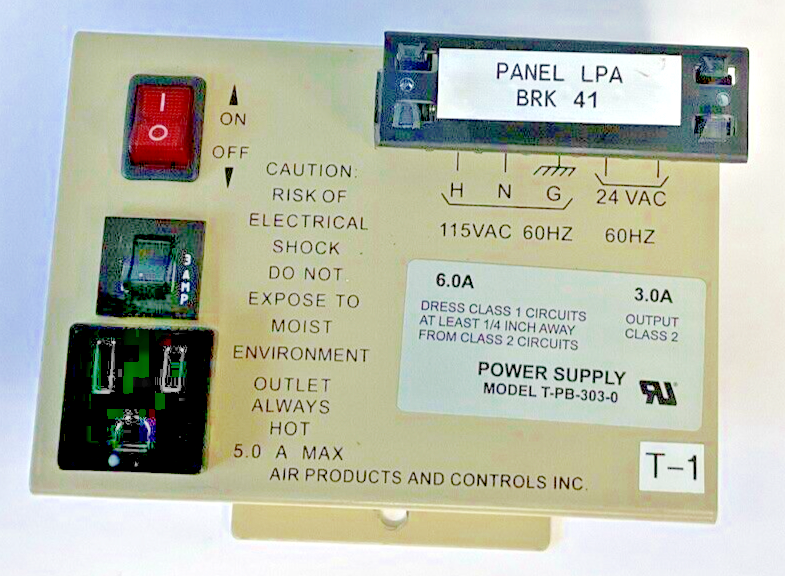 PANEL LPA
BRK 41
I
O
ON
OFF
CAUTION:
RISK OF
ELECTRICAL
SHOCK
DO NOT
EXPOSE TO
MOIST
ENVIRONMENT
OUTLET
ALWAYS
HOT
5.0 A MAX
AIR PRODUCTS AND CONTROLS INC.
3 AMP
H N G 24 VAC
115VAC 60HZ 60HZ
6.0A 3.0A
DRESS CLASS 1 CIRCUITS
AT LEAST 1/4 INCH AWAY
FROM CLASS 2 CIRCUITS
OUTPUT
CLASS 2
POWER SUPPLY
MODEL T-PB-303-0
RU
T-1